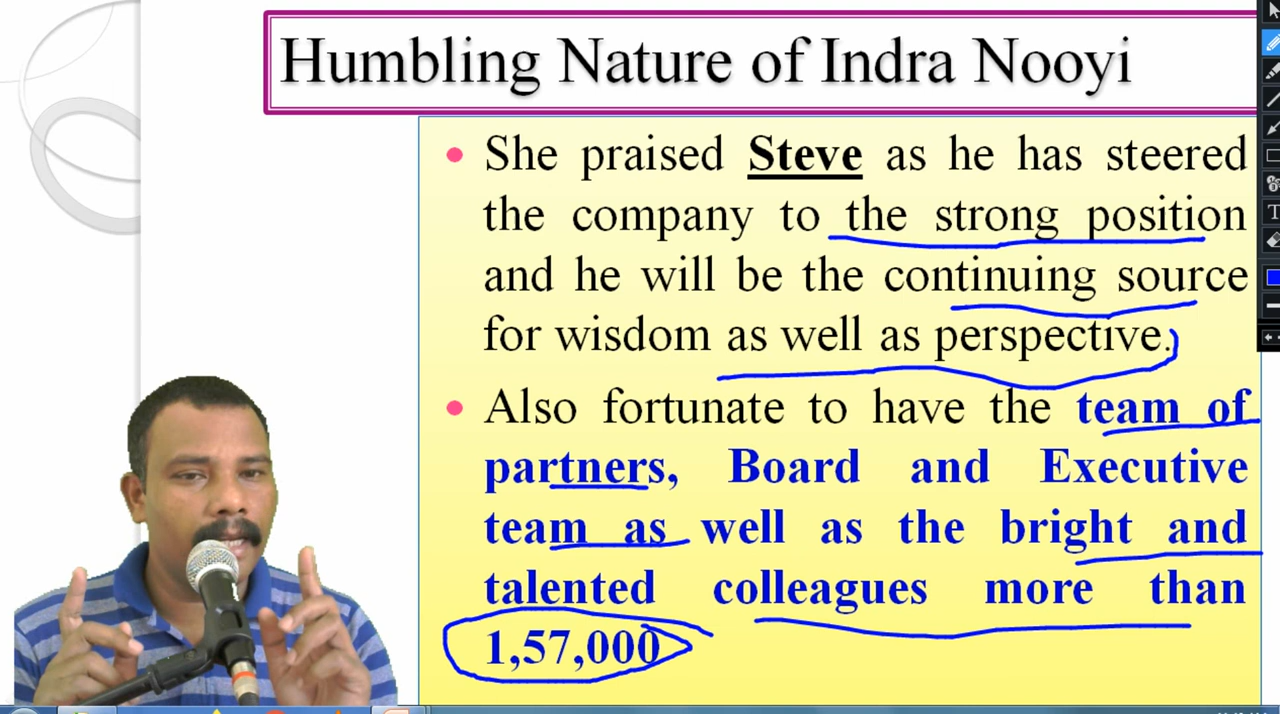 Humbling Nature of Indra Nooyi
• She praised Steve as he has steered
the company to the strong position
and he will be the continuing source
for wisdom as well as perspective.
• Also fortunate to have the team of
partners, Board and Executive
team as well as the bright and
talented colleagues more than
1,57,000